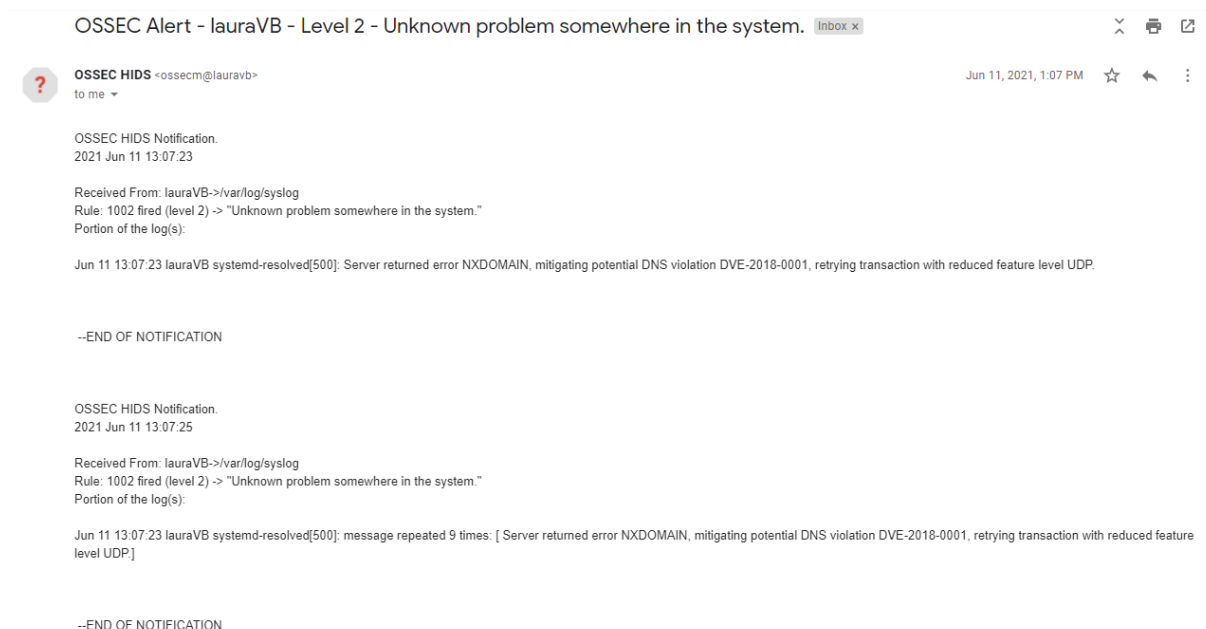 OSSEC Alert - lauraVB - Level 2 - Unknown problem somewhere in the system. Inbox x
OSSEC HIDS <ossecm@lauravb> Jun 11, 2021, 1:07 PM
to me
OSSEC HIDS Notification.
2021 Jun 11 13:07:23
Received From: lauraVB->/var/log/syslog
Rule: 1002 fired (level 2) -> "Unknown problem somewhere in the system."
Portion of the log(s):
Jun 11 13:07:23 lauraVB systemd-resolved[500]: Server returned error NXDOMAIN, mitigating potential DNS violation DVE-2018-0001, retrying transaction with reduced feature level UDP.
--END OF NOTIFICATION
OSSEC HIDS Notification.
2021 Jun 11 13:07:25
Received From: lauraVB->/var/log/syslog
Rule: 1002 fired (level 2) -> "Unknown problem somewhere in the system."
Portion of the log(s):
Jun 11 13:07:23 lauraVB systemd-resolved[500]: message repeated 9 times: [ Server returned error NXDOMAIN, mitigating potential DNS violation DVE-2018-0001, retrying transaction with reduced feature
level UDP.]
--END OF NOTIFICATION